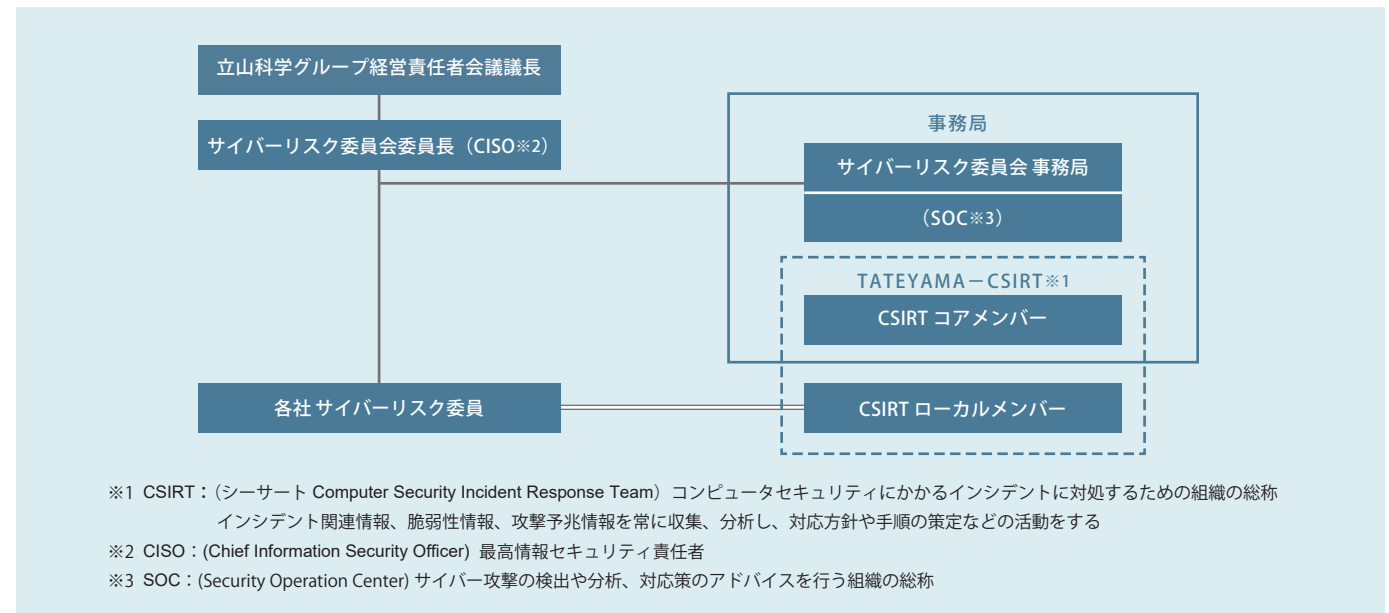 立山科学グループ経営責任者会議議長
サイバーリスク委員会委員長（CISO※2）
事務局
サイバーリスク委員会 事務局
（SOC※3）
TATEYAMA－CSIRT※1
CSIRT コアメンバー
各社 サイバーリスク委員
CSIRT ローカルメンバー
※1 CSIRT：（シーサート Computer Security Incident Response Team）コンピュータセキュリティにかかるインシデントに対処するための組織の総称
インシデント関連情報、脆弱性情報、攻撃予兆情報を常に収集、分析し、対応方針や手順の策定などの活動をする
※2 CISO：(Chief Information Security Officer) 最高情報セキュリティ責任者
※3 SOC：(Security Operation Center) サイバー攻撃の検出や分析、対応策のアドバイスを行う組織の総称